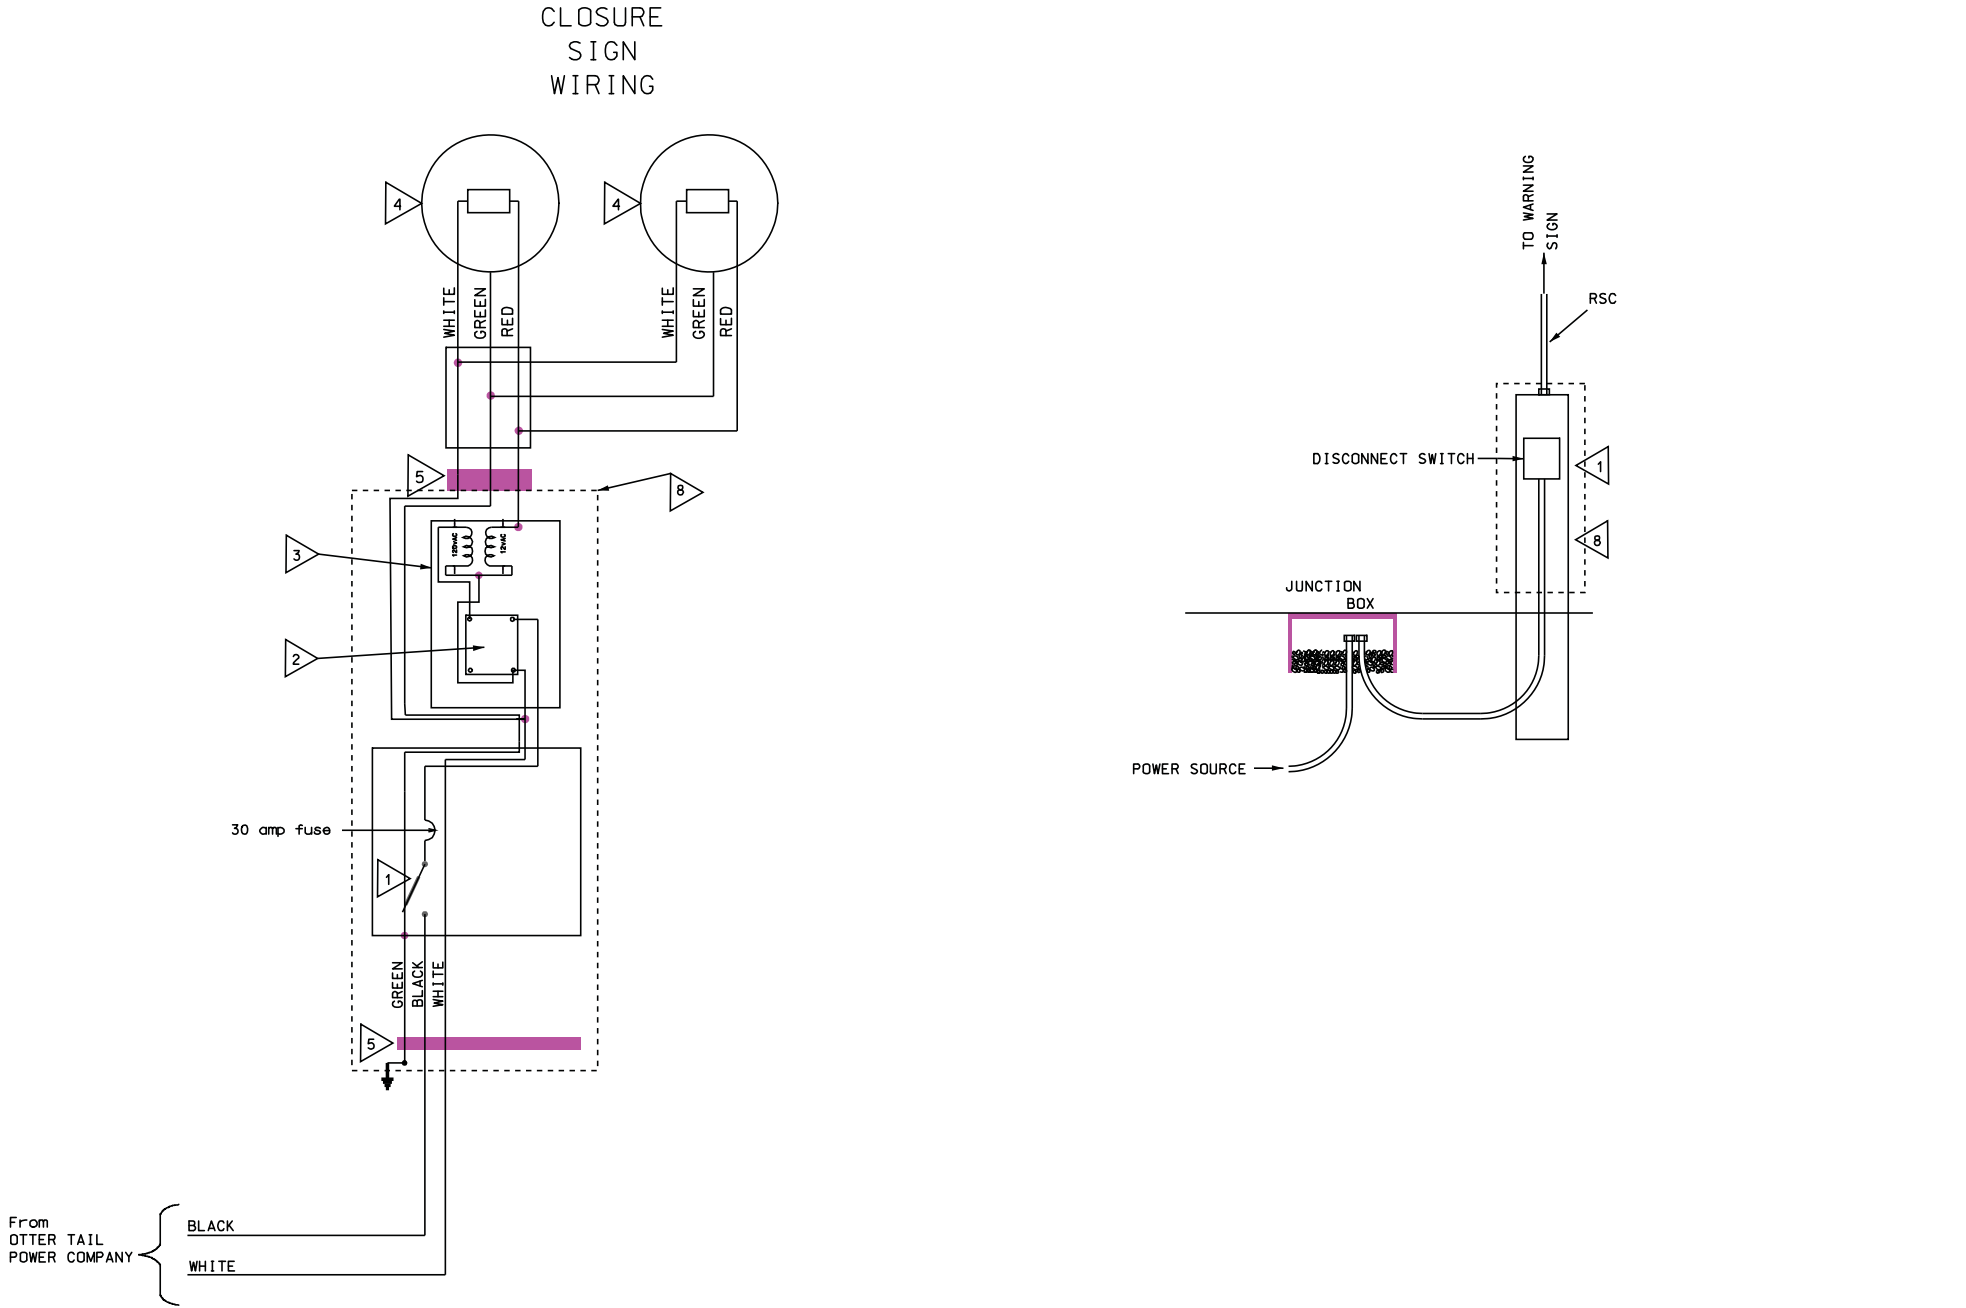 CLOSURE
SIGN
WIRING
4
4
WHITE
GREEN
RED
WHITE
GREEN
RED
5
8
3
120vAC
12vAC
2
30 amp fuse
1
GREEN
BLACK
WHITE
5
From
OTTER TAIL
POWER COMPANY
BLACK
WHITE
TO WARNING
SIGN
RSC
DISCONNECT SWITCH
1
8
JUNCTION
BOX
POWER SOURCE